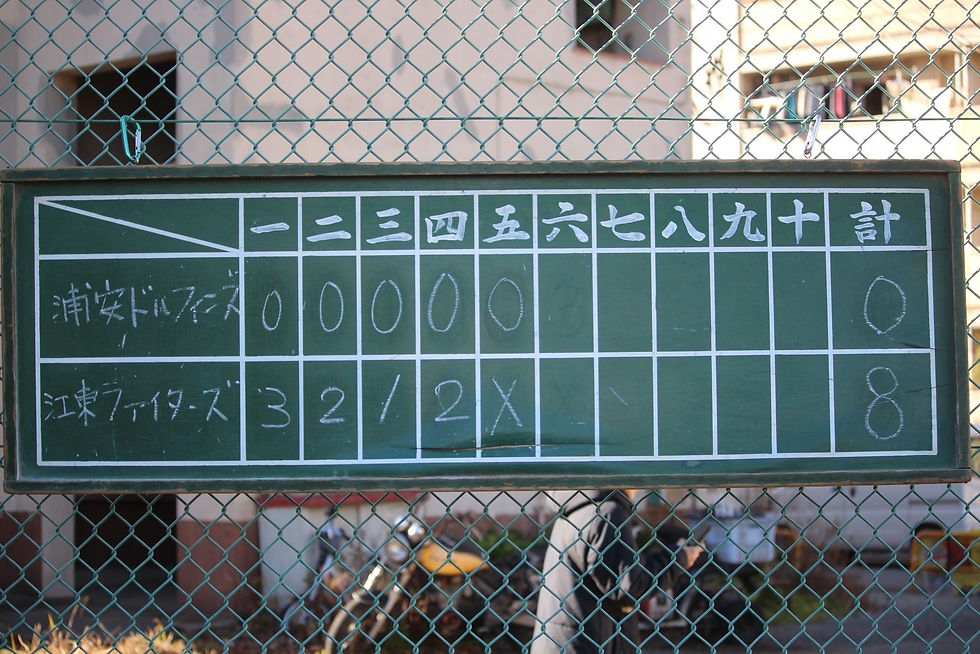 一 二 三 四 五 六 七 八 九 十 計
浦安ドルフィンズ 0 0 0 0 0 0
江東ファイターズ 3 2 1 2 X 8